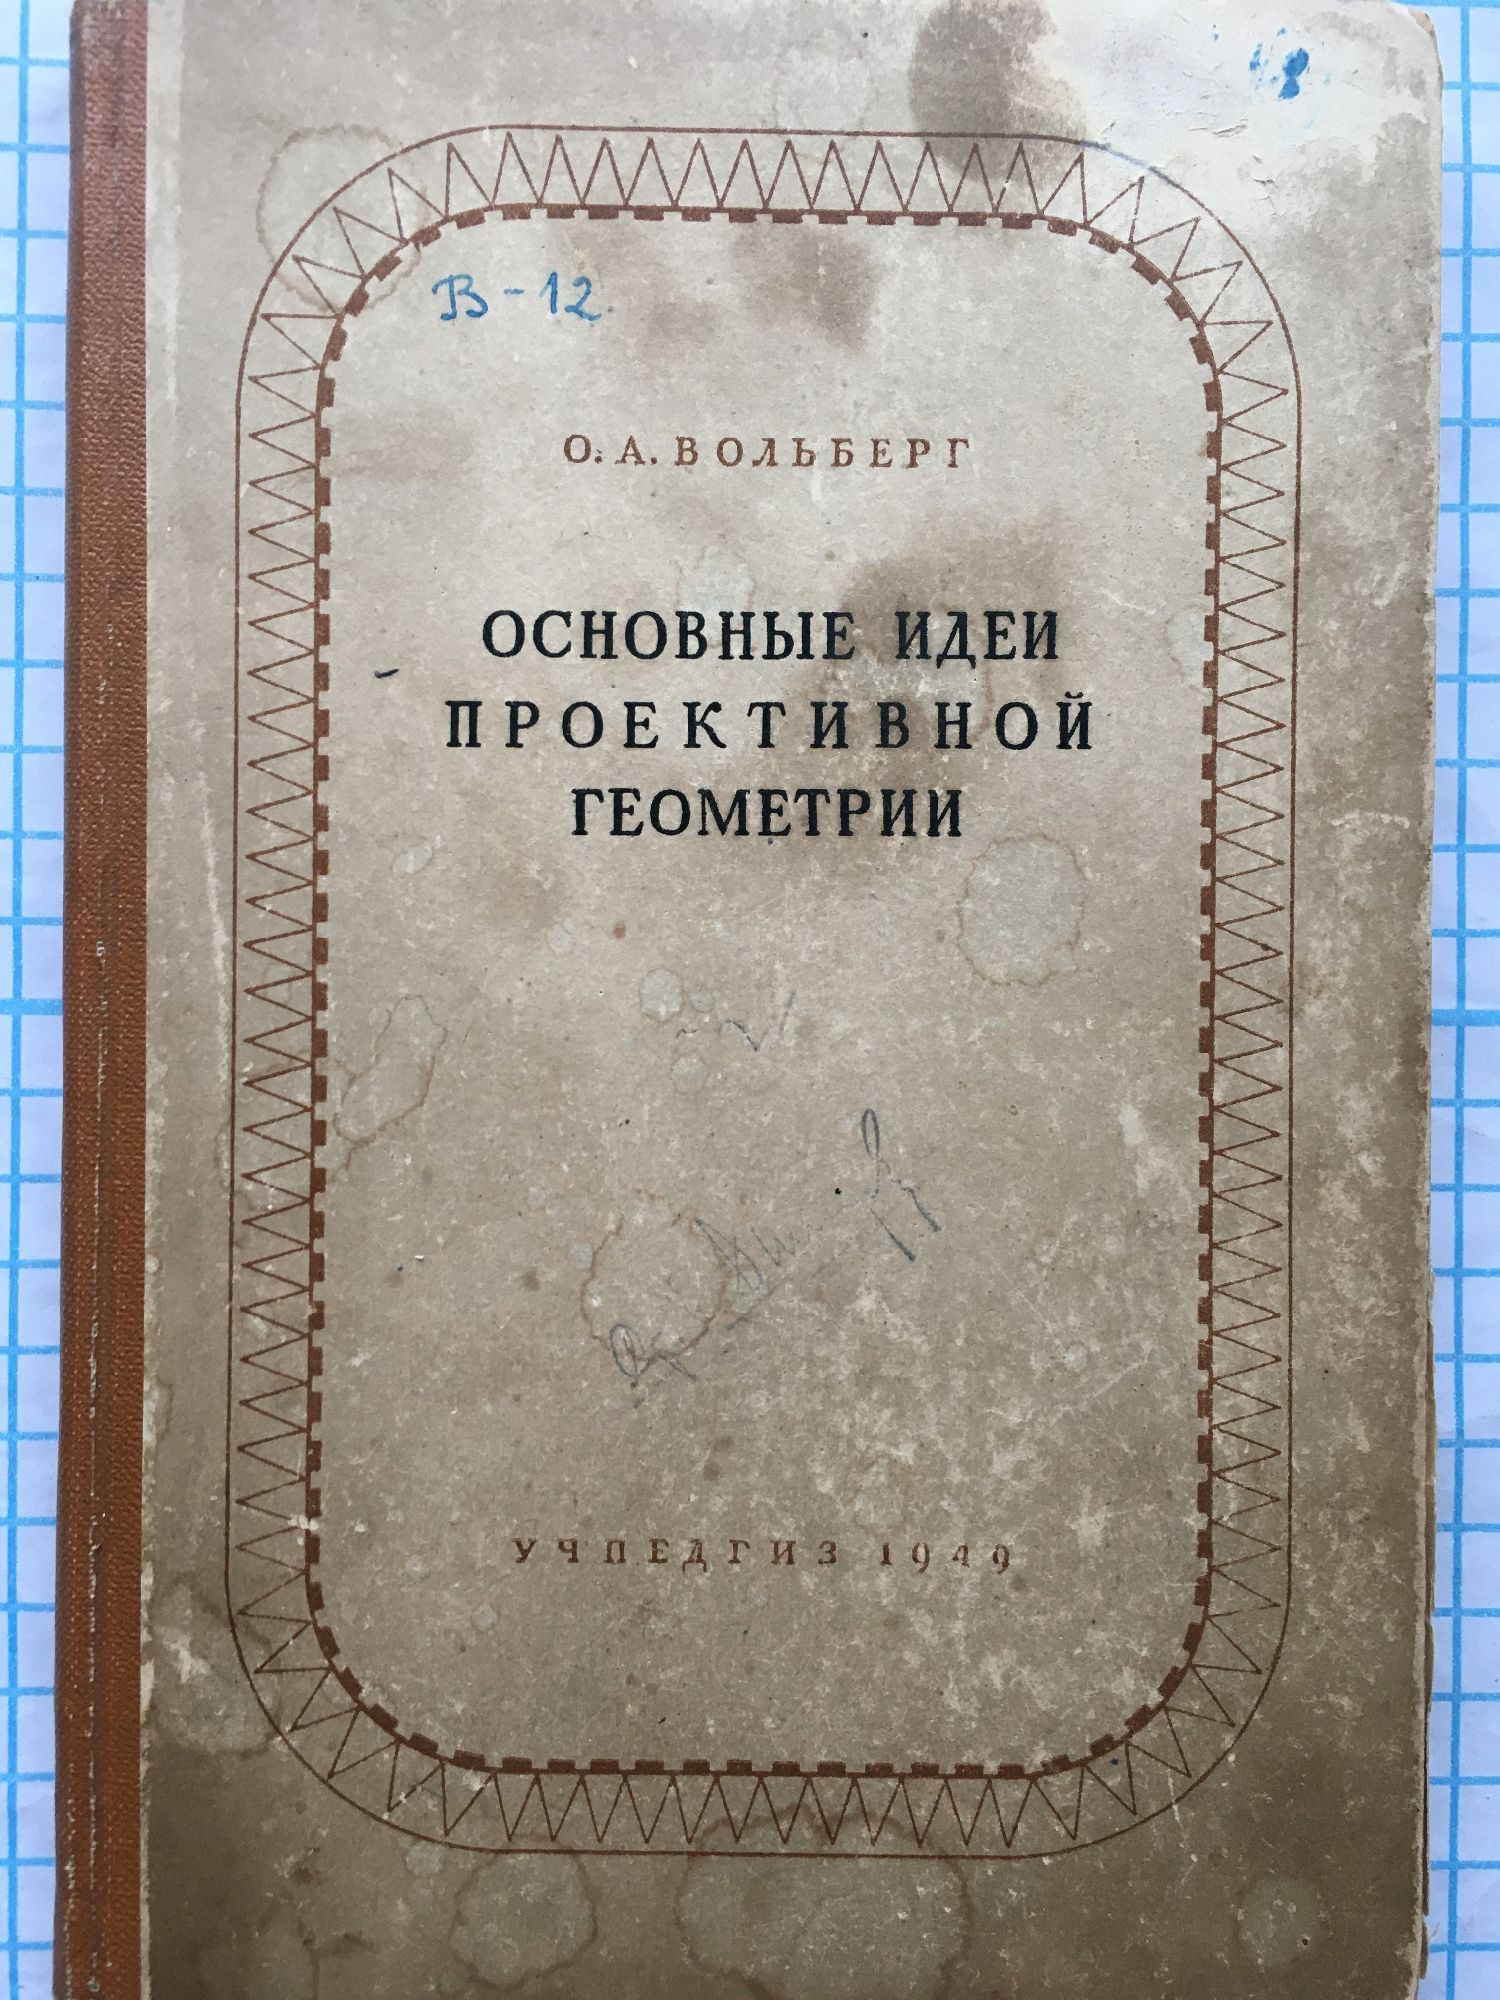 В-12.
О. А. ВОЛЬБЕРГ
ОСНОВНЫЕ ИДЕИ
ПРОЕКТИВНОЙ
ГЕОМЕТРИИ
УЧПЕДГИЗ 1949